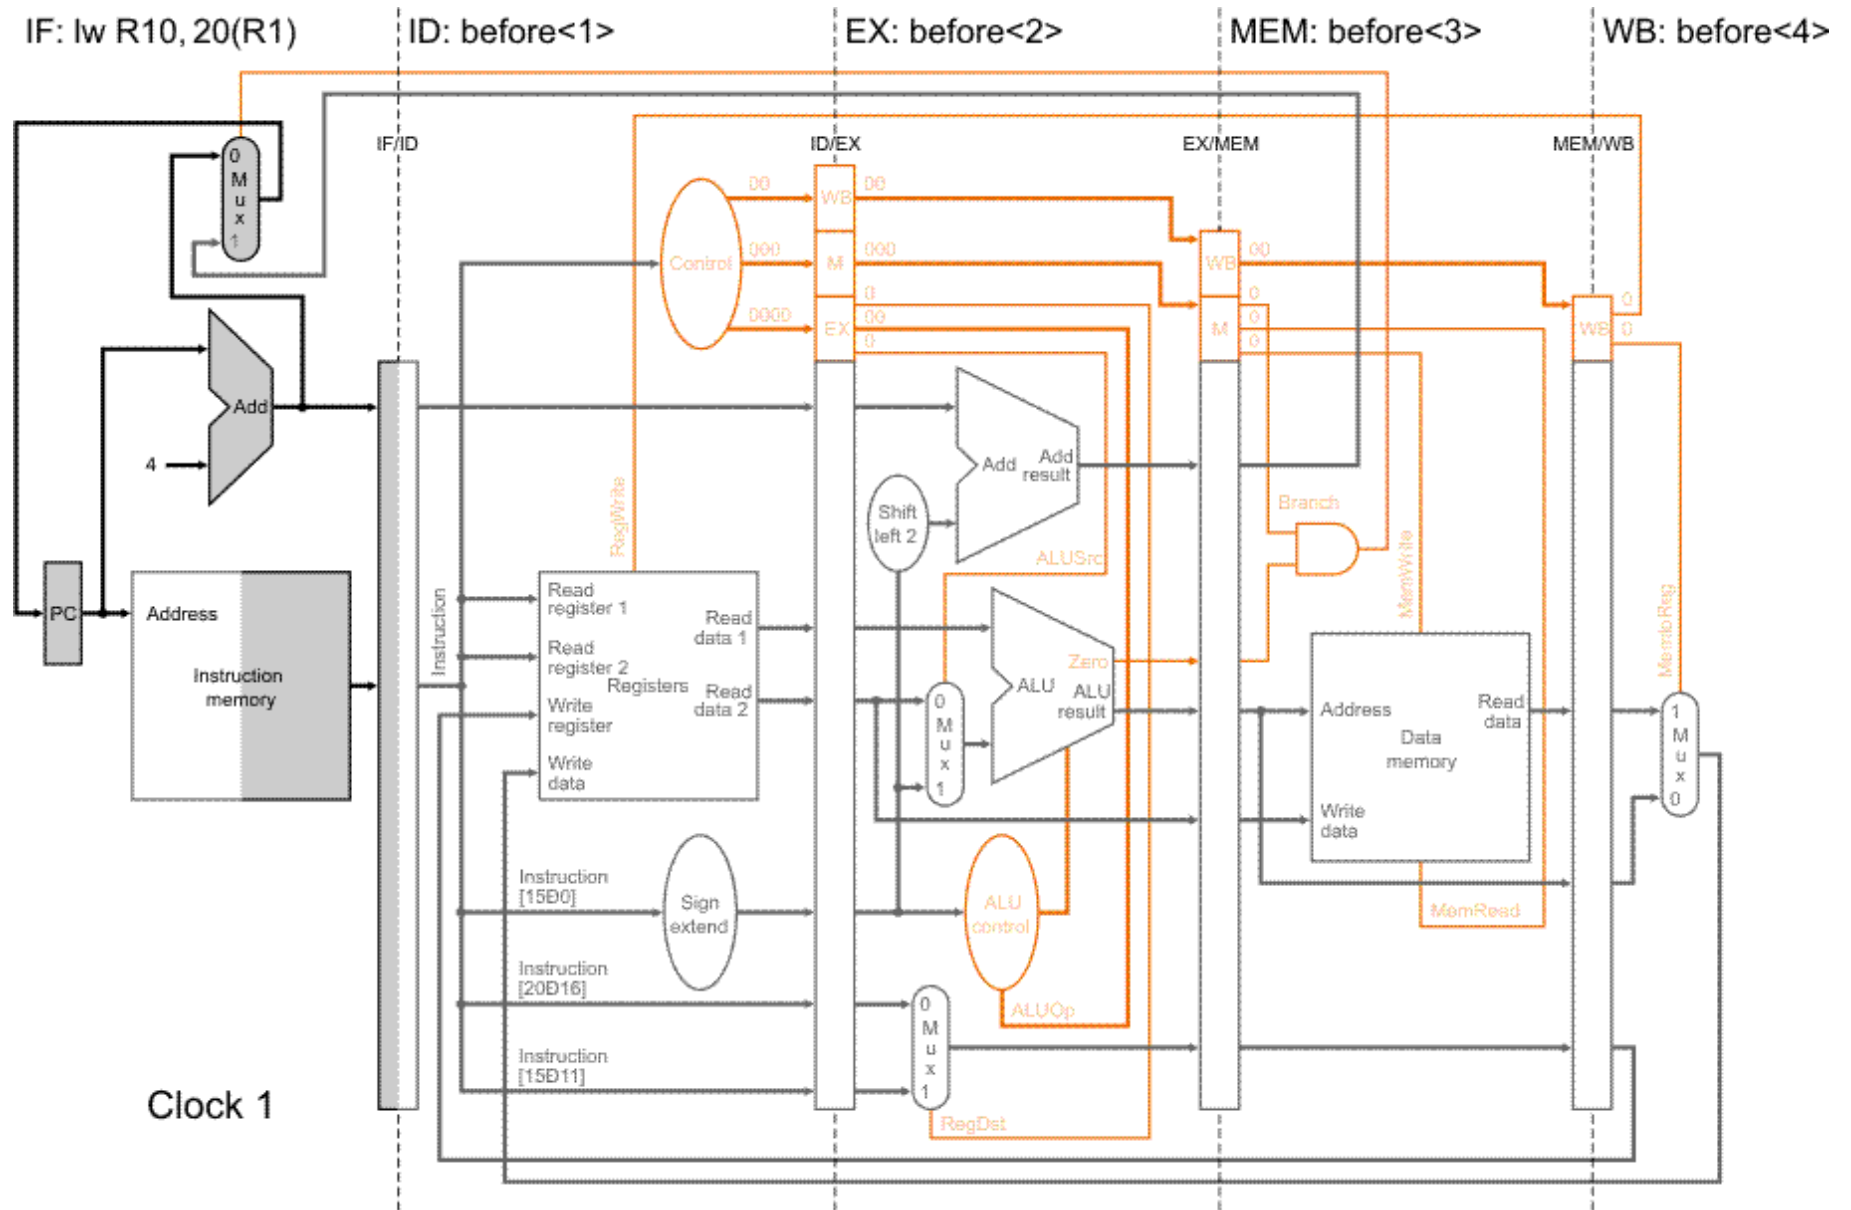 IF: lw R10, 20(R1)
ID: before<1>
EX: before<2>
MEM: before<3>
WB: before<4>
IF/ID
ID/EX
EX/MEM
MEM/WB
0
M
u
x
1
Add
4
PC
Address
Instruction
memory
Instruction
Control
00
000
0000
WB
M
EX
00
000
0
00
0
WB
M
00
0
0
0
WB
0
0
RegWrite
Read
register 1
Read
register 2
Write
register
Write
data
Registers
Read
data 1
Read
data 2
Instruction
[15Ð0]
Sign
extend
Instruction
[20Ð16]
Instruction
[15Ð11]
Shift
left 2
Add
Add
result
ALUSrc
0
M
u
x
1
Zero
ALU
ALU
result
ALU
control
ALUOp
0
M
u
x
1
RegDst
Branch
MemWrite
Address
Read
data
Data
memory
Write
data
MemRead
MemtoReg
1
M
u
x
0
Clock 1